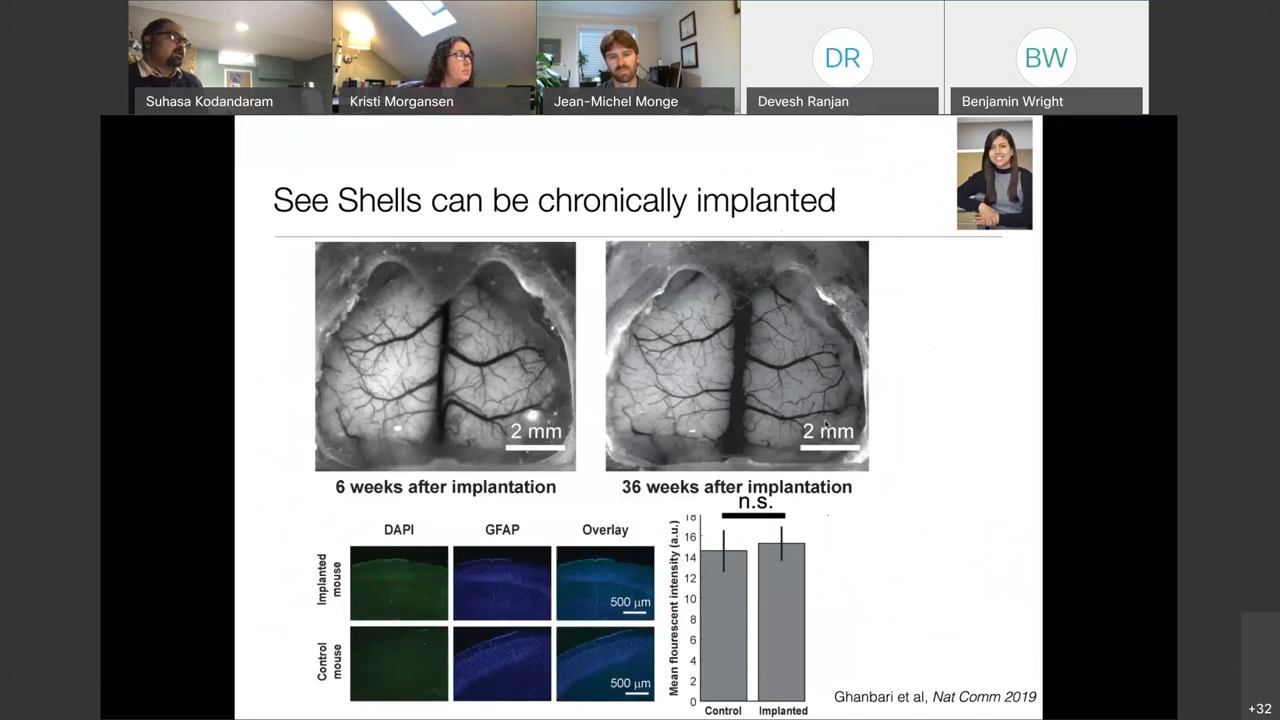 Suhasa Kodandaram
Kristi Morgansen
Jean-Michel Monge
DR
Devesh Ranjan
BW
Benjamin Wright
See Shells can be chronically implanted
2 mm
2 mm
6 weeks after implantation
36 weeks after implantation
n.s.
DAPI
GFAP
Overlay
Implanted
mouse
500 μm
Control
mouse
500 μm
Mean flourescent intensity (a.u.)
18
16
14
12
10
8
6
4
2
0
Control
Implanted
Ghanbari et al, Nat Comm 2019
+32